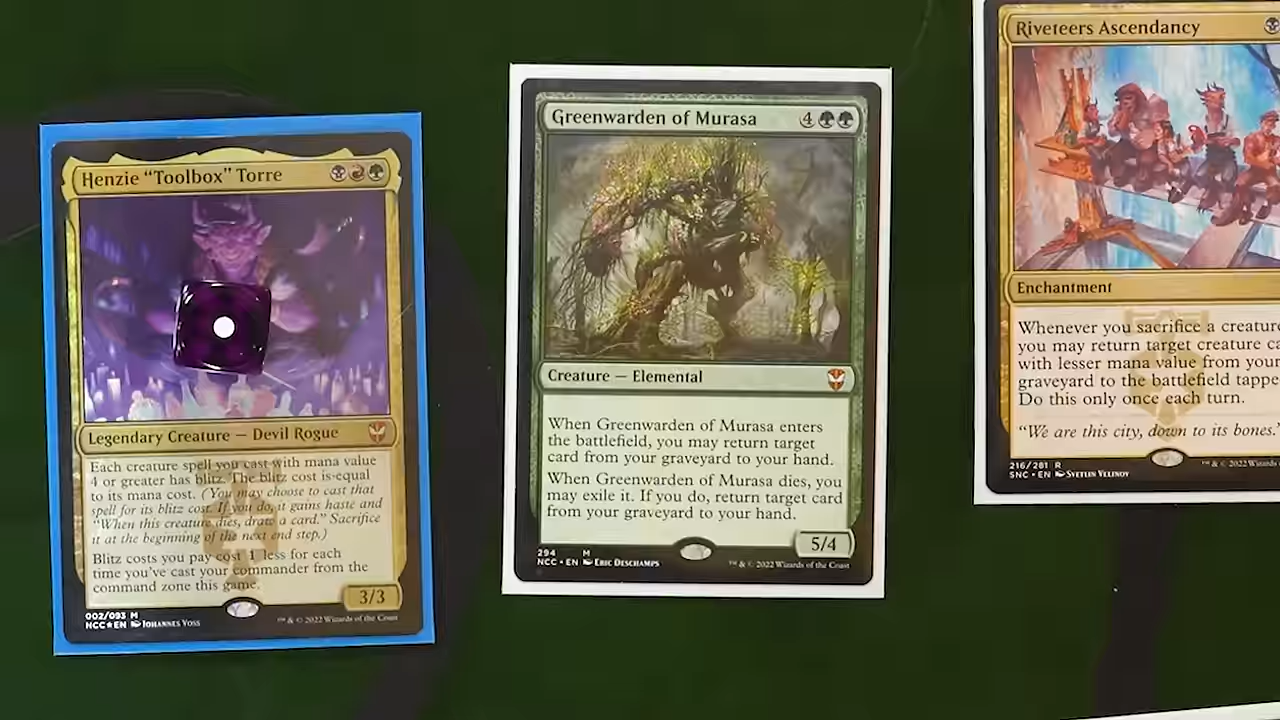 Henzie "Toolbox" Torre
Legendary Creature — Devil Rogue
Each creature spell you cast with mana value
4 or greater has blitz. The blitz cost is equal
to its mana cost. (You may choose to cast that
spell for its blitz cost. If you do, it gains haste and
"When this creature dies, draw a card." Sacrifice
it at the beginning of the next end step.)
Blitz costs you pay cost 1 less for each
time you've cast your commander from the
command zone this game.
3/3
002/093 M
NCC★EN Johannes Voss
™ & © 2022 Wizards of the Coast
Greenwarden of Murasa
4
Creature — Elemental
When Greenwarden of Murasa enters
the battlefield, you may return target
card from your graveyard to your hand.
When Greenwarden of Murasa dies, you
may exile it. If you do, return target card
from your graveyard to your hand.
5/4
294 M
NCC • EN Eric Deschamps
™ & © 2022 Wizards of the Coast
Riveteers Ascendancy
Enchantment
Whenever you sacrifice a creature
you may return target creature ca
with lesser mana value from your
graveyard to the battlefield tappe
Do this only once each turn.
"We are this city, down to its bones."
216/281 R
SNC • EN Svetlin Velinov
™ & © 2022 Wizards